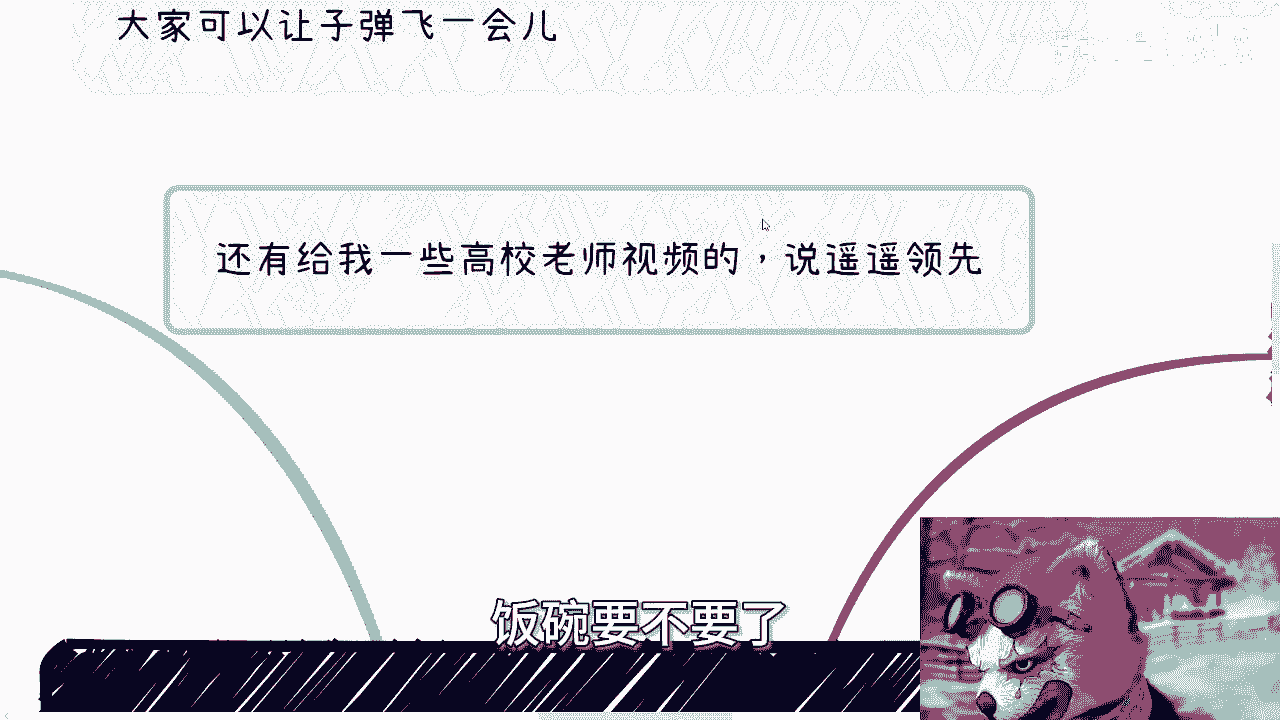 大家可以让子弹飞一会儿
还有给我一些高校老师视频的，说遥遥领先
饭碗要不要了